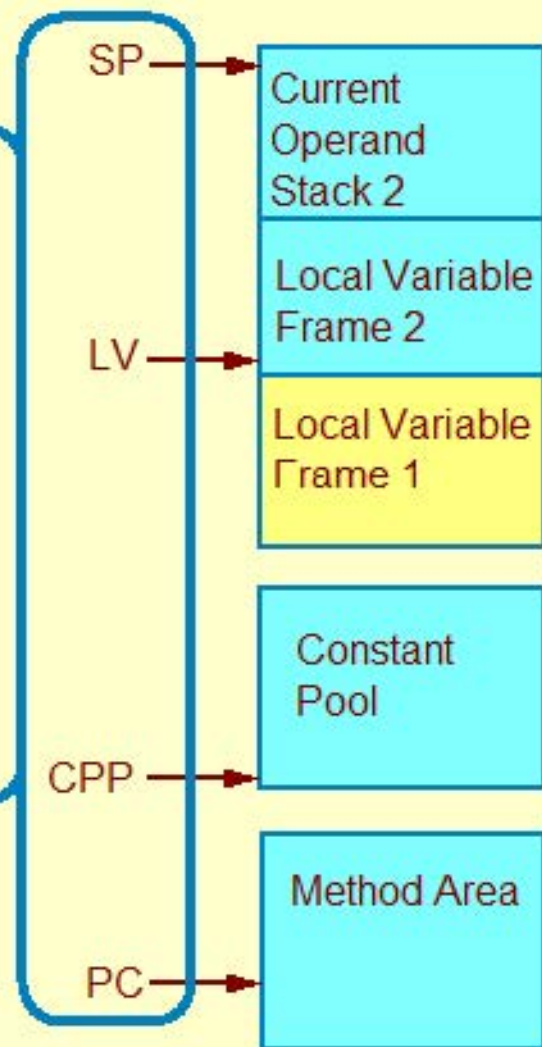 SP
Current
Operand
Stack 2
Local Variable
Frame 2
LV
Local Variable
Frame 1
Constant
Pool
CPP
Method Area
PC